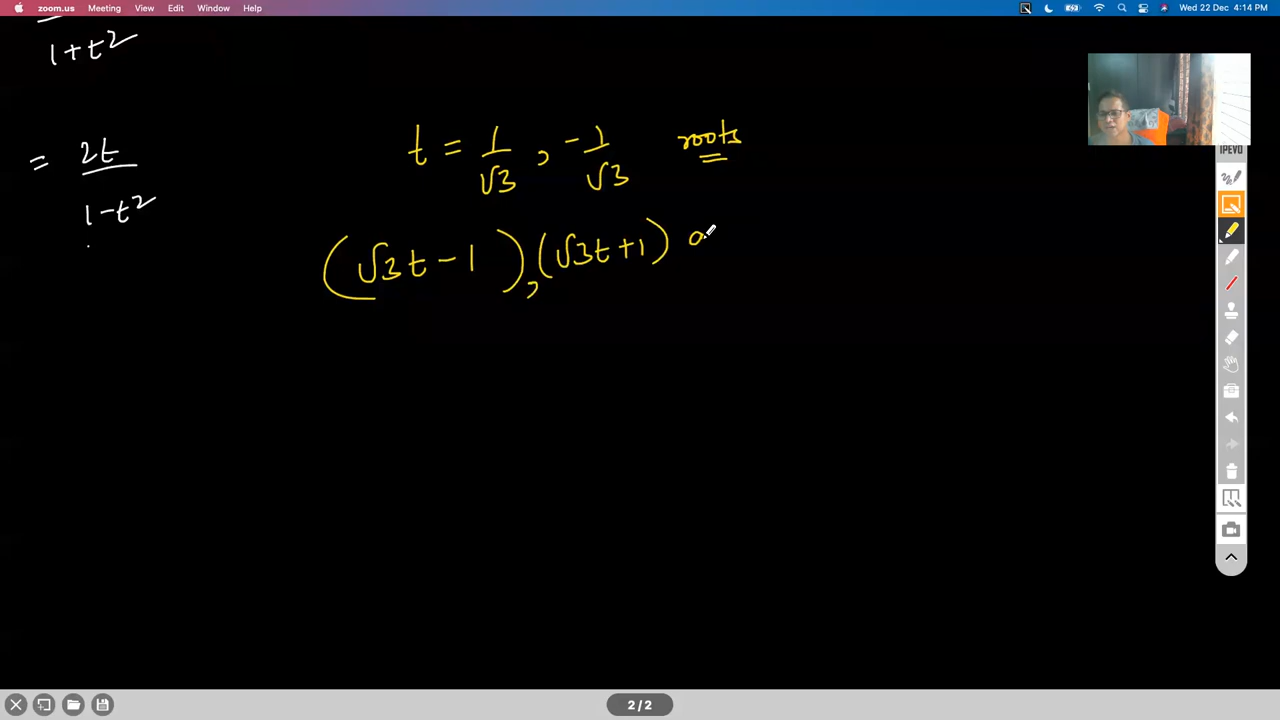 zoom.us Meeting View Edit Window Help Wed 22 Dec 4:14 PM
1+t²
= 2t
1-t²
t = 1/√3 , -1/√3 roots
(√3t-1), (√3t+1) a
IPEVO
2/2